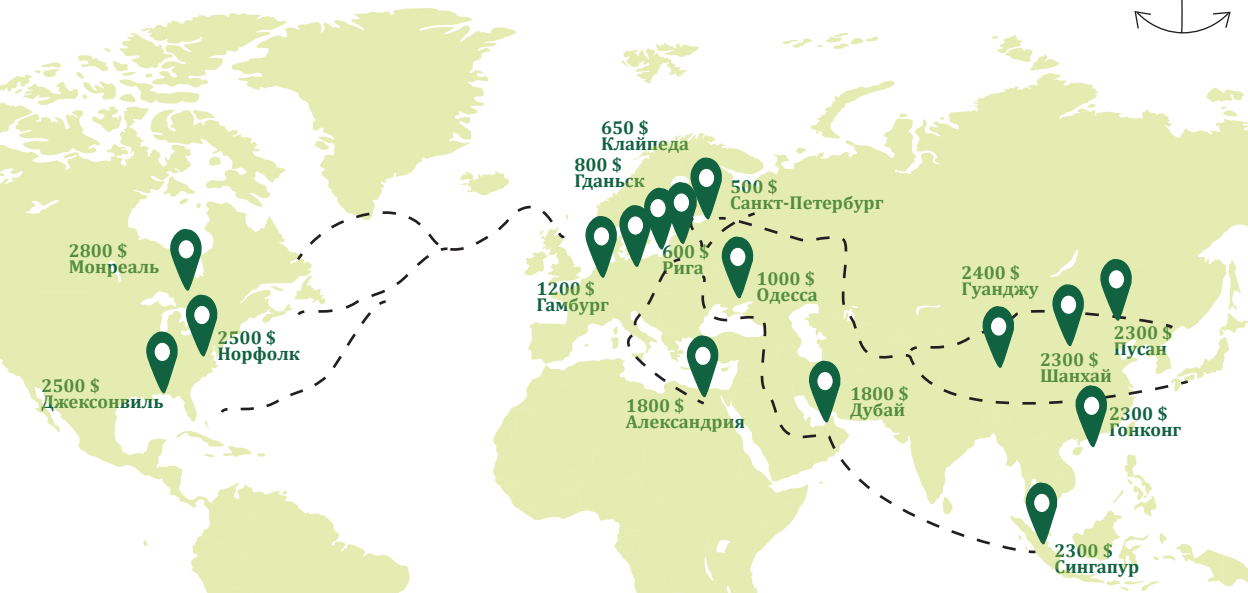 650 $
Клайпеда
800 $
Гданьск
500 $
Санкт-Петербург
2800 $
Монреаль
600 $
Рига
1200 $
Гамбург
1000 $
Одесса
2400 $
Гуанджу
2500 $
Норфолк
2300 $
Пусан
2300 $
Шанхай
2500 $
Джексонвиль
1800 $
Александрия
1800 $
Дубай
2300 $
Гонконг
2300 $
Сингапур